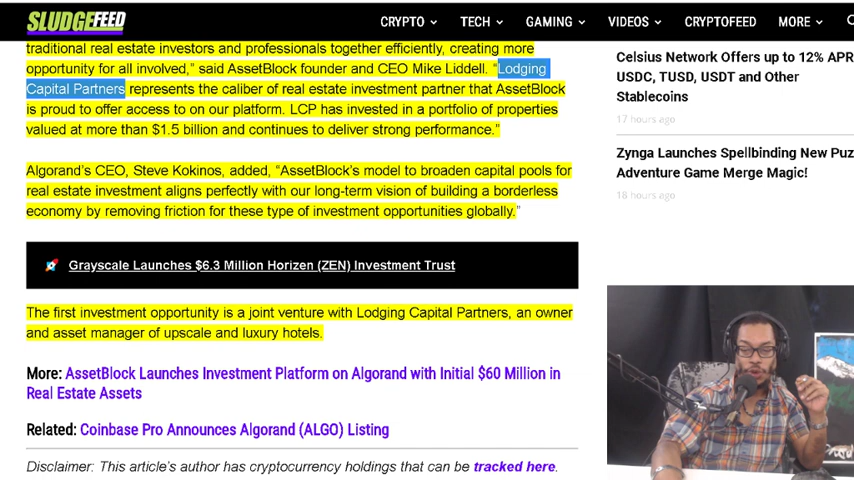 SLUDGEFEED
CRYPTO TECH GAMING VIDEOS CRYPTOFEED MORE
traditional real estate investors and professionals together efficiently, creating more
opportunity for all involved,” said AssetBlock founder and CEO Mike Liddell. “Lodging
Capital Partners represents the caliber of real estate investment partner that AssetBlock
is proud to offer access to on our platform. LCP has invested in a portfolio of properties
valued at more than $1.5 billion and continues to deliver strong performance.”
Algorand’s CEO, Steve Kokinos, added, “AssetBlock’s model to broaden capital pools for
real estate investment aligns perfectly with our long-term vision of building a borderless
economy by removing friction for these type of investment opportunities globally.”
Grayscale Launches $6.3 Million Horizen (ZEN) Investment Trust
The first investment opportunity is a joint venture with Lodging Capital Partners, an owner
and asset manager of upscale and luxury hotels.
More: AssetBlock Launches Investment Platform on Algorand with Initial $60 Million in
Real Estate Assets
Related: Coinbase Pro Announces Algorand (ALGO) Listing
Disclaimer: This article’s author has cryptocurrency holdings that can be tracked here.
Celsius Network Offers up to 12% APR
USDC, TUSD, USDT and Other
Stablecoins
17 hours ago
Zynga Launches Spellbinding New Puz
Adventure Game Merge Magic!
18 hours ago